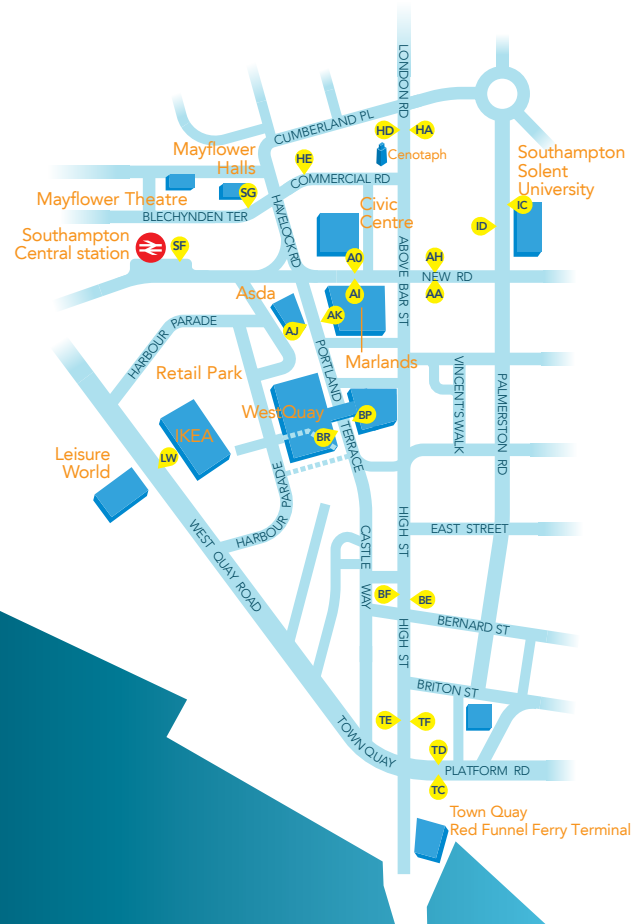 LONDON RD
CUMBERLAND PL
HD
HA
Mayflower
Halls
HE
Cenotaph
COMMERCIAL RD
Southampton
Solent
University
Mayflower Theatre
SG
HAVELOCK RD
Civic
Centre
IC
BLECHYNDEN TER
ID
Southampton
Central station
SF
A0
ABOVE BAR ST
AH
NEW RD
Asda
AI
AA
HARBOUR PARADE
AK
AJ
PORTLAND TERRACE
Marlands
Retail Park
VINCENT'S WALK
PALMERSTON RD
WestQuay
BP
IKEA
BR
Leisure
World
LW
HARBOUR PARADE
WEST QUAY ROAD
CASTLE WAY
HIGH ST
EAST STREET
BF
BE
HIGH ST
BERNARD ST
BRITON ST
TE
TF
TOWN QUAY
TD
PLATFORM RD
TC
Town Quay
Red Funnel Ferry Terminal